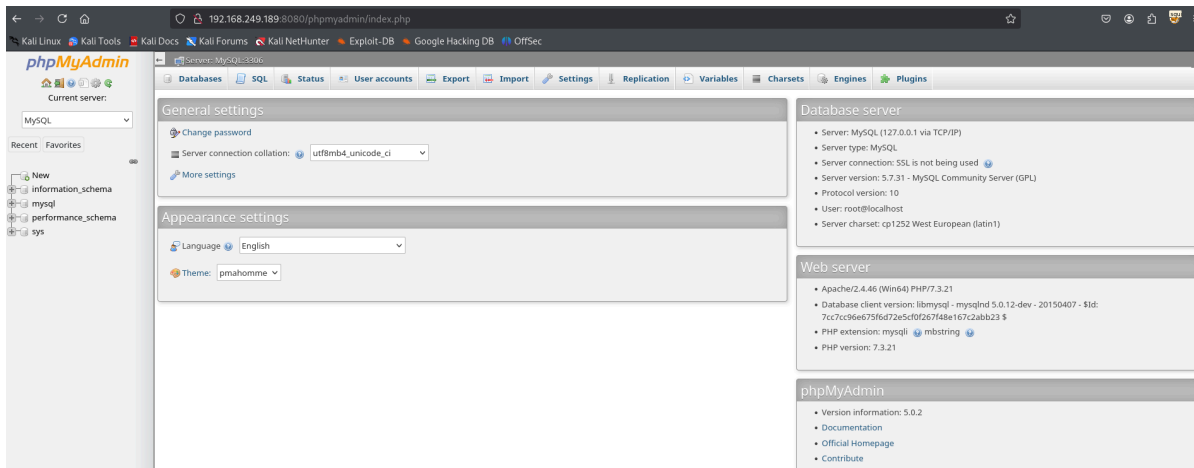 192.168.249.189:8080/phpmyadmin/index.php
Kali Linux Kali Tools Kali Docs Kali Forums Kali NetHunter Exploit-DB Google Hacking DB OffSec
phpMyAdmin
Current server:
MySQL
Recent Favorites
New
information_schema
mysql
performance_schema
sys
Server: MySQL:3306
Databases SQL Status User accounts Export Import Settings Replication Variables Charsets Engines Plugins
General settings
Change password
Server connection collation: utf8mb4_unicode_ci
More settings
Appearance settings
Language English
Theme: pmahomme
Database server
• Server: MySQL (127.0.0.1 via TCP/IP)
• Server type: MySQL
• Server connection: SSL is not being used
• Server version: 5.7.31 - MySQL Community Server (GPL)
• Protocol version: 10
• User: root@localhost
• Server charset: cp1252 West European (latin1)
Web server
• Apache/2.4.46 (Win64) PHP/7.3.21
• Database client version: libmysql - mysqlnd 5.0.12-dev - 20150407 - $Id:
7cc7cc96e675f6d72e5cf0f267f48e167c2abb23 $
• PHP extension: mysqli mbstring
• PHP version: 7.3.21
phpMyAdmin
• Version information: 5.0.2
• Documentation
• Official Homepage
• Contribute